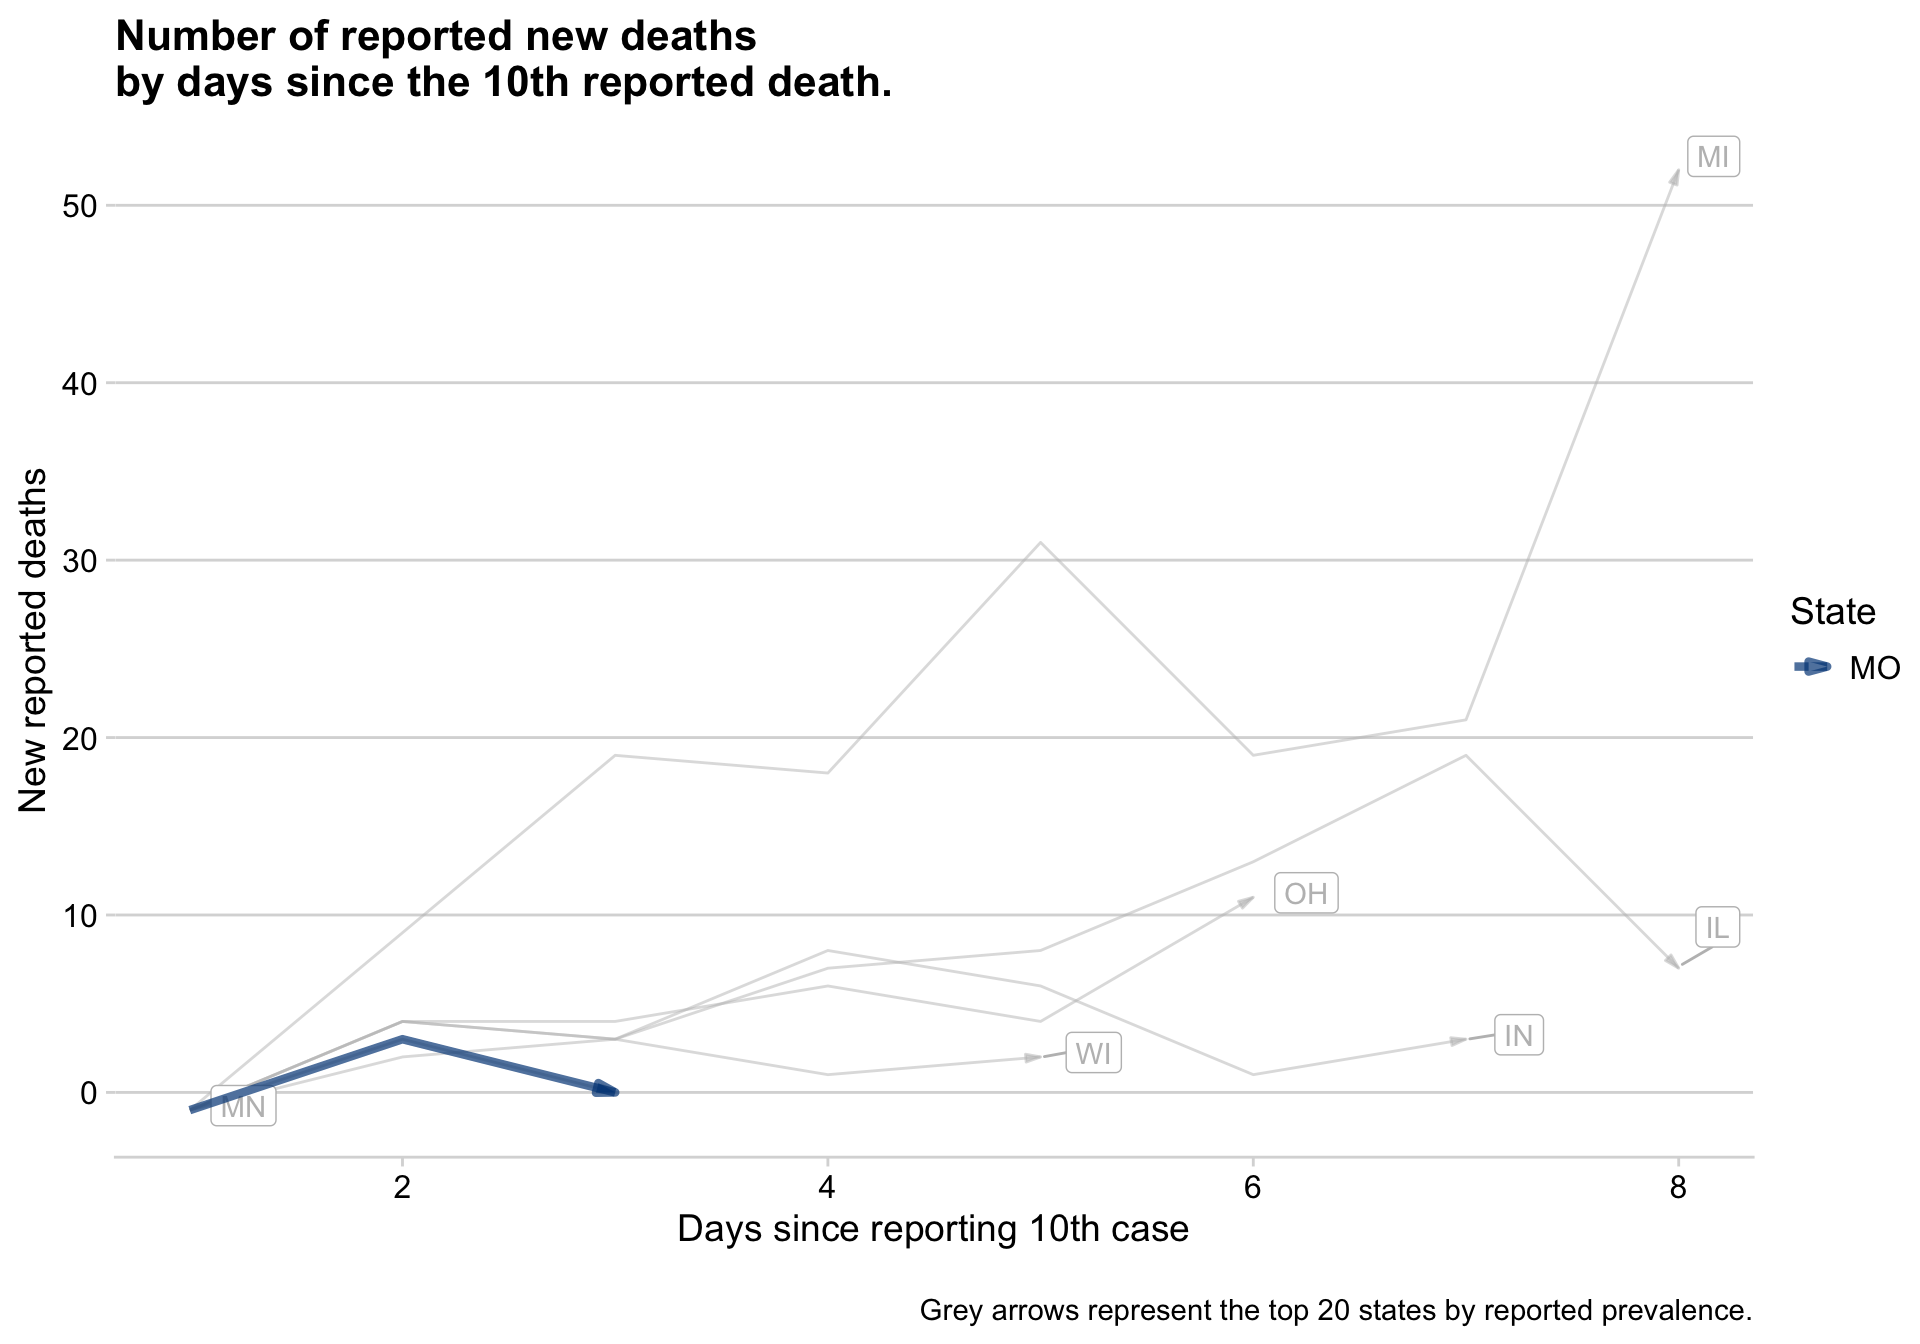 Number of reported new deaths
by days since the 10th reported death.
MI
50
40
30
20
10
0
New reported deaths
OH
IL
IN
WI
MN
State
MO
2
4
6
8
Days since reporting 10th case
Grey arrows represent the top 20 states by reported prevalence.